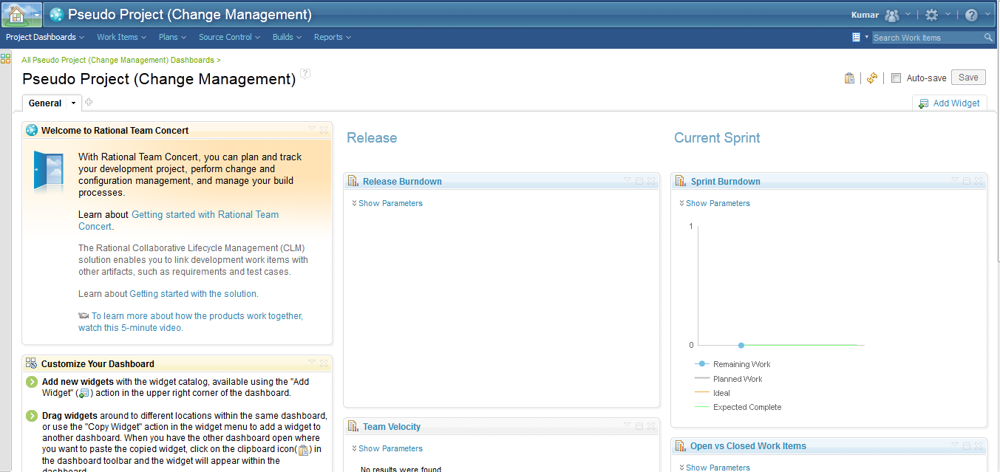 Pseudo Project (Change Management)
Kumar
Project Dashboards
Work Items
Plans
Source Control
Builds
Reports
Search Work Items
All Pseudo Project (Change Management) Dashboards >
Pseudo Project (Change Management) ?
Auto-save
Save
General
Add Widget
Welcome to Rational Team Concert
With Rational Team Concert, you can plan and track
your development project, perform change and
configuration management, and manage your build
processes.
Learn about Getting started with Rational Team
Concert.
The Rational Collaborative Lifecycle Management (CLM)
solution enables you to link development work items with
other artifacts, such as requirements and test cases.
Learn about Getting started with the solution.
To learn more about how the products work together,
watch this 5-minute video.
Customize Your Dashboard
Add new widgets with the widget catalog, available using the "Add
Widget" ( ) action in the upper right corner of the dashboard.
Drag widgets around to different locations within the same dashboard,
or use the "Copy Widget" action in the widget menu to add a widget to
another dashboard. When you have the other dashboard open where
you want to paste the copied widget, click on the clipboard icon( ) in
the dashboard toolbar and the widget will appear within the
dashboard.
Release
Release Burndown
Show Parameters
Team Velocity
Show Parameters
No results were found
Current Sprint
Sprint Burndown
Show Parameters
1
0
Remaining Work
Planned Work
Ideal
Expected Complete
Open vs Closed Work Items
Show Parameters